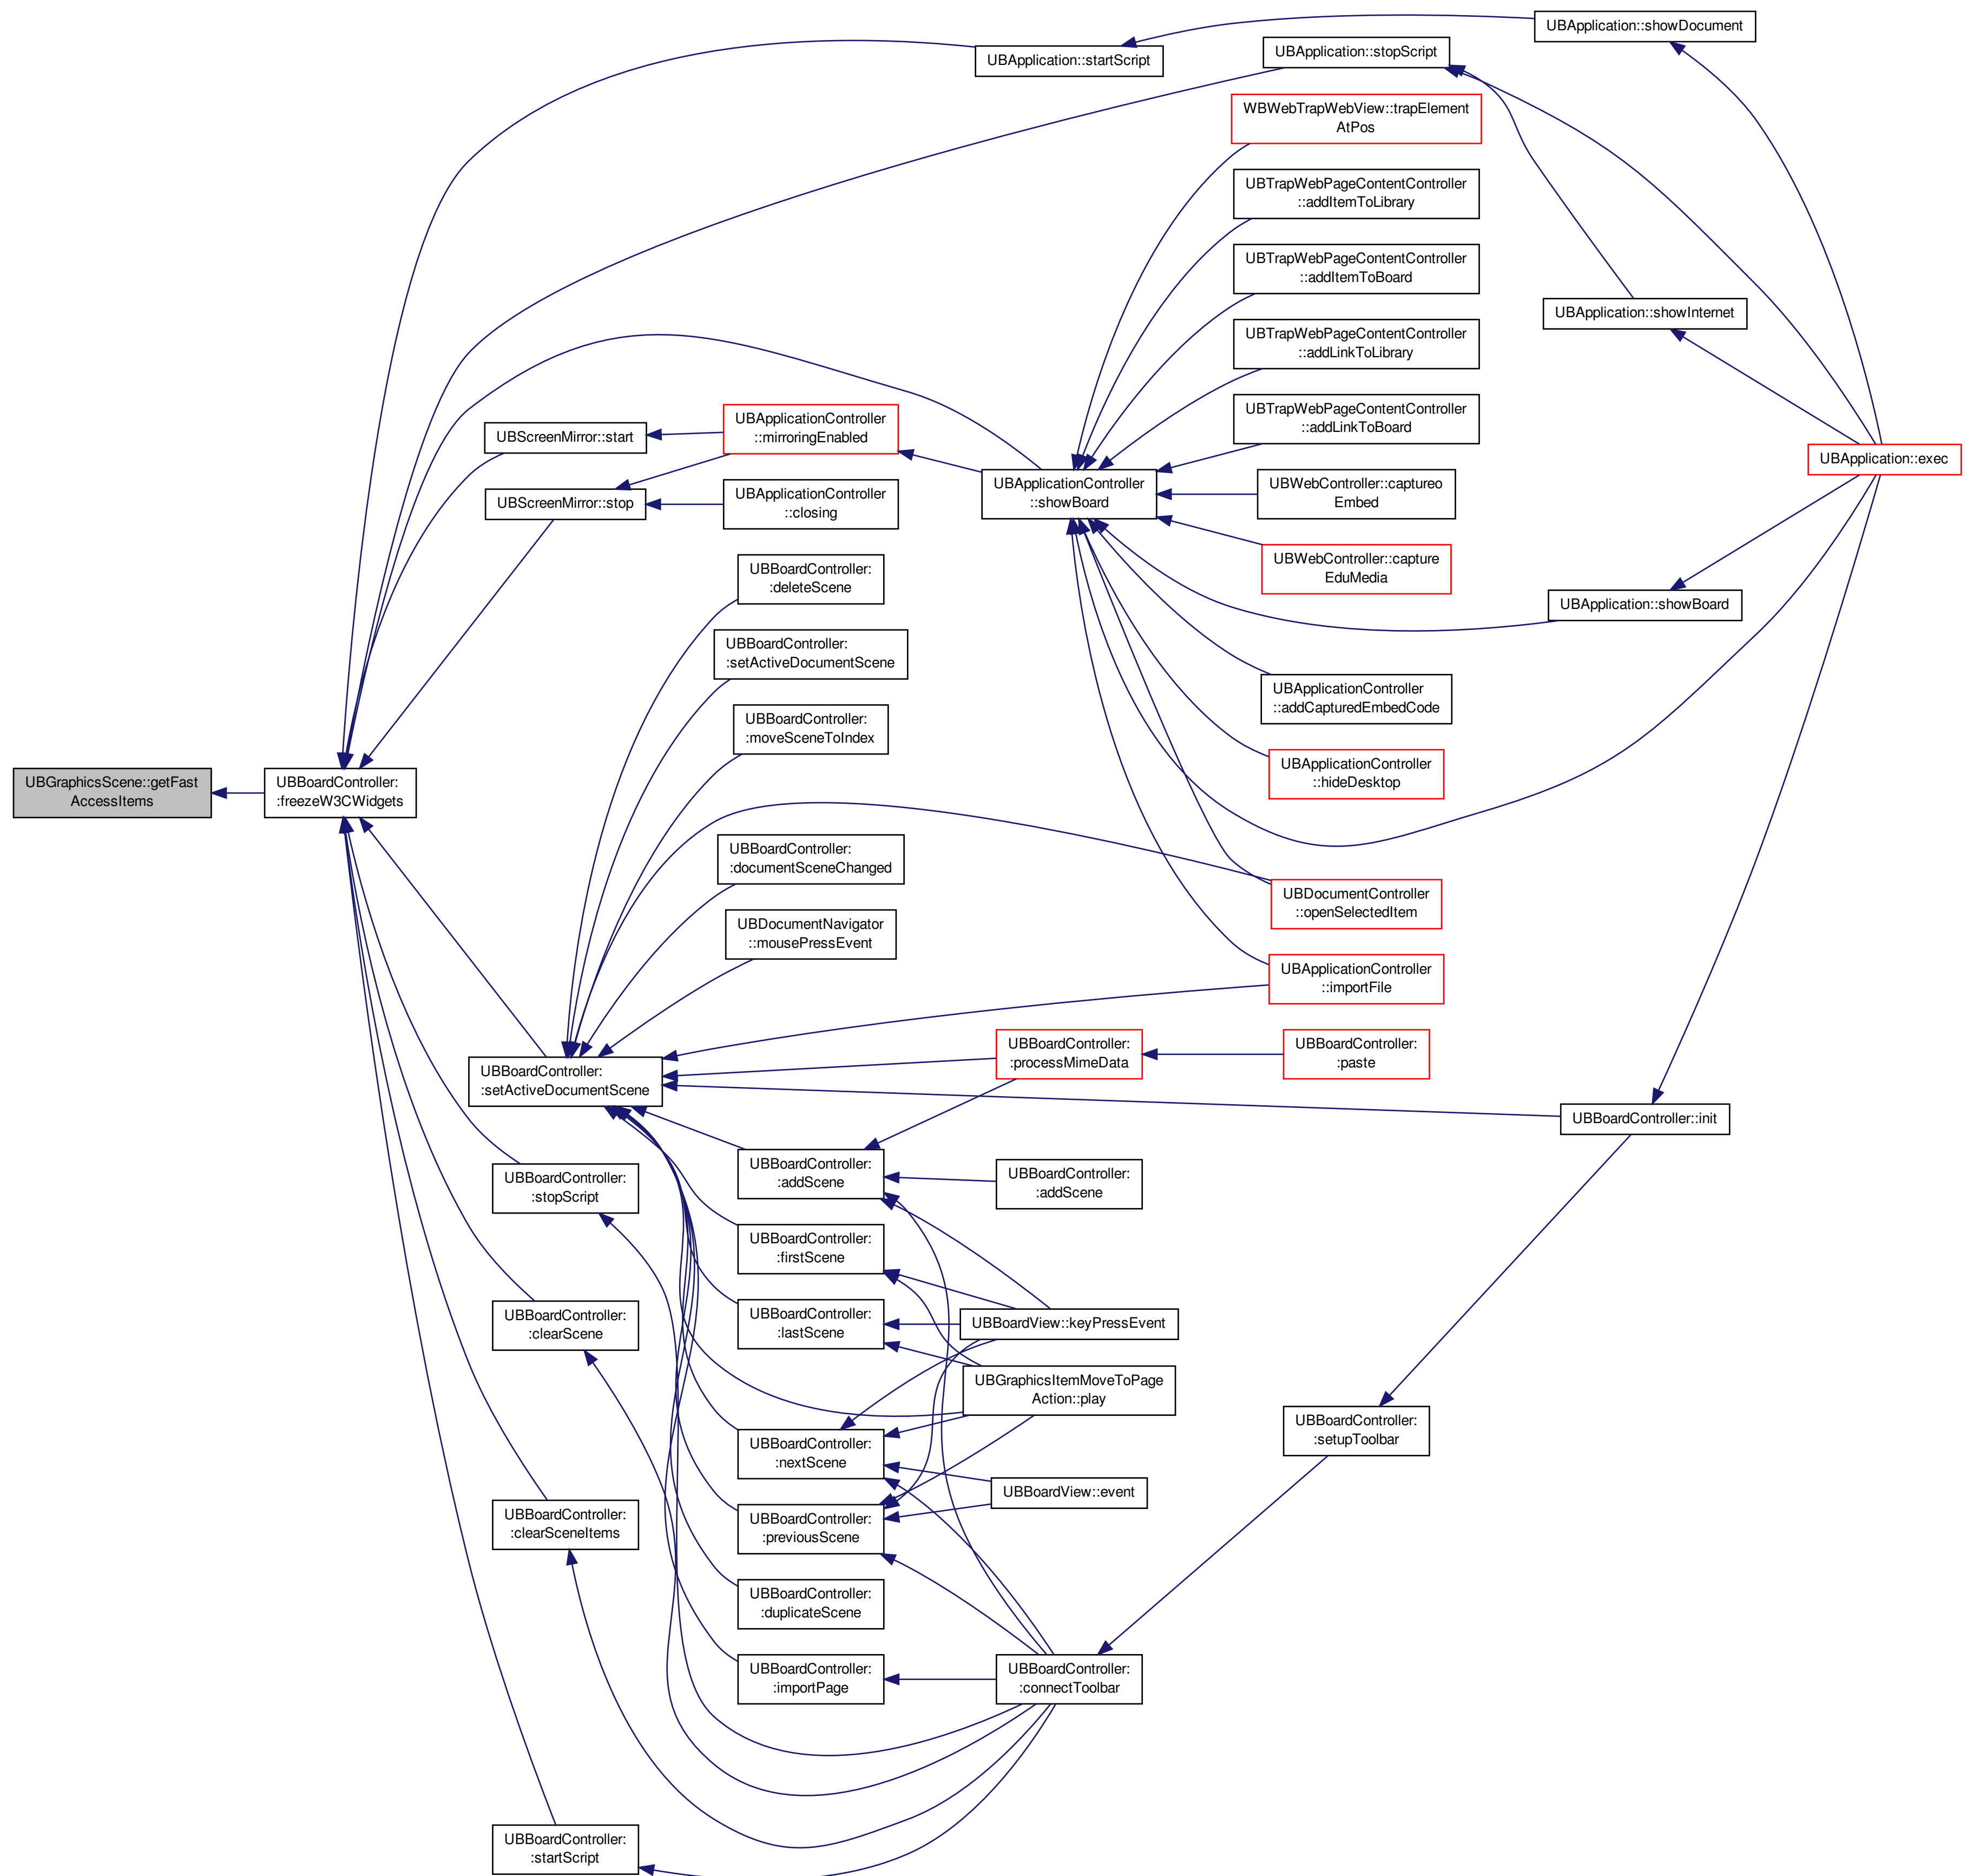 UBApplication::showDocument
UBApplication::stopScript
UBApplication::startScript
WBWebTrapWebView::trapElement
AtPos
UBTrapWebPageContentController
::addItemToLibrary
UBTrapWebPageContentController
::addItemToBoard
UBApplication::showInternet
UBTrapWebPageContentController
::addLinkToLibrary
UBTrapWebPageContentController
::addLinkToBoard
UBScreenMirror::start
UBApplicationController
::mirroringEnabled
UBApplication::exec
UBScreenMirror::stop
UBApplicationController
::closing
UBApplicationController
::showBoard
UBWebController::captureo
Embed
UBWebController::capture
EduMedia
UBBoardController:
:deleteScene
UBApplication::showBoard
UBBoardController:
:setActiveDocumentScene
UBApplicationController
::addCapturedEmbedCode
UBBoardController:
:moveSceneToIndex
UBApplicationController
::hideDesktop
UBGraphicsScene::getFast
AccessItems
UBBoardController:
:freezeW3CWidgets
UBBoardController:
:documentSceneChanged
UBDocumentController
::openSelectedItem
UBDocumentNavigator
::mousePressEvent
UBApplicationController
::importFile
UBBoardController:
:processMimeData
UBBoardController:
:paste
UBBoardController:
:setActiveDocumentScene
UBBoardController::init
UBBoardController:
:stopScript
UBBoardController:
:addScene
UBBoardController:
:addScene
UBBoardController:
:firstScene
UBBoardController:
:clearScene
UBBoardController:
:lastScene
UBBoardView::keyPressEvent
UBGraphicsItemMoveToPage
Action::play
UBBoardController:
:setupToolbar
UBBoardController:
:nextScene
UBBoardView::event
UBBoardController:
:clearSceneItems
UBBoardController:
:previousScene
UBBoardController:
:duplicateScene
UBBoardController:
:importPage
UBBoardController:
:connectToolbar
UBBoardController:
:startScript